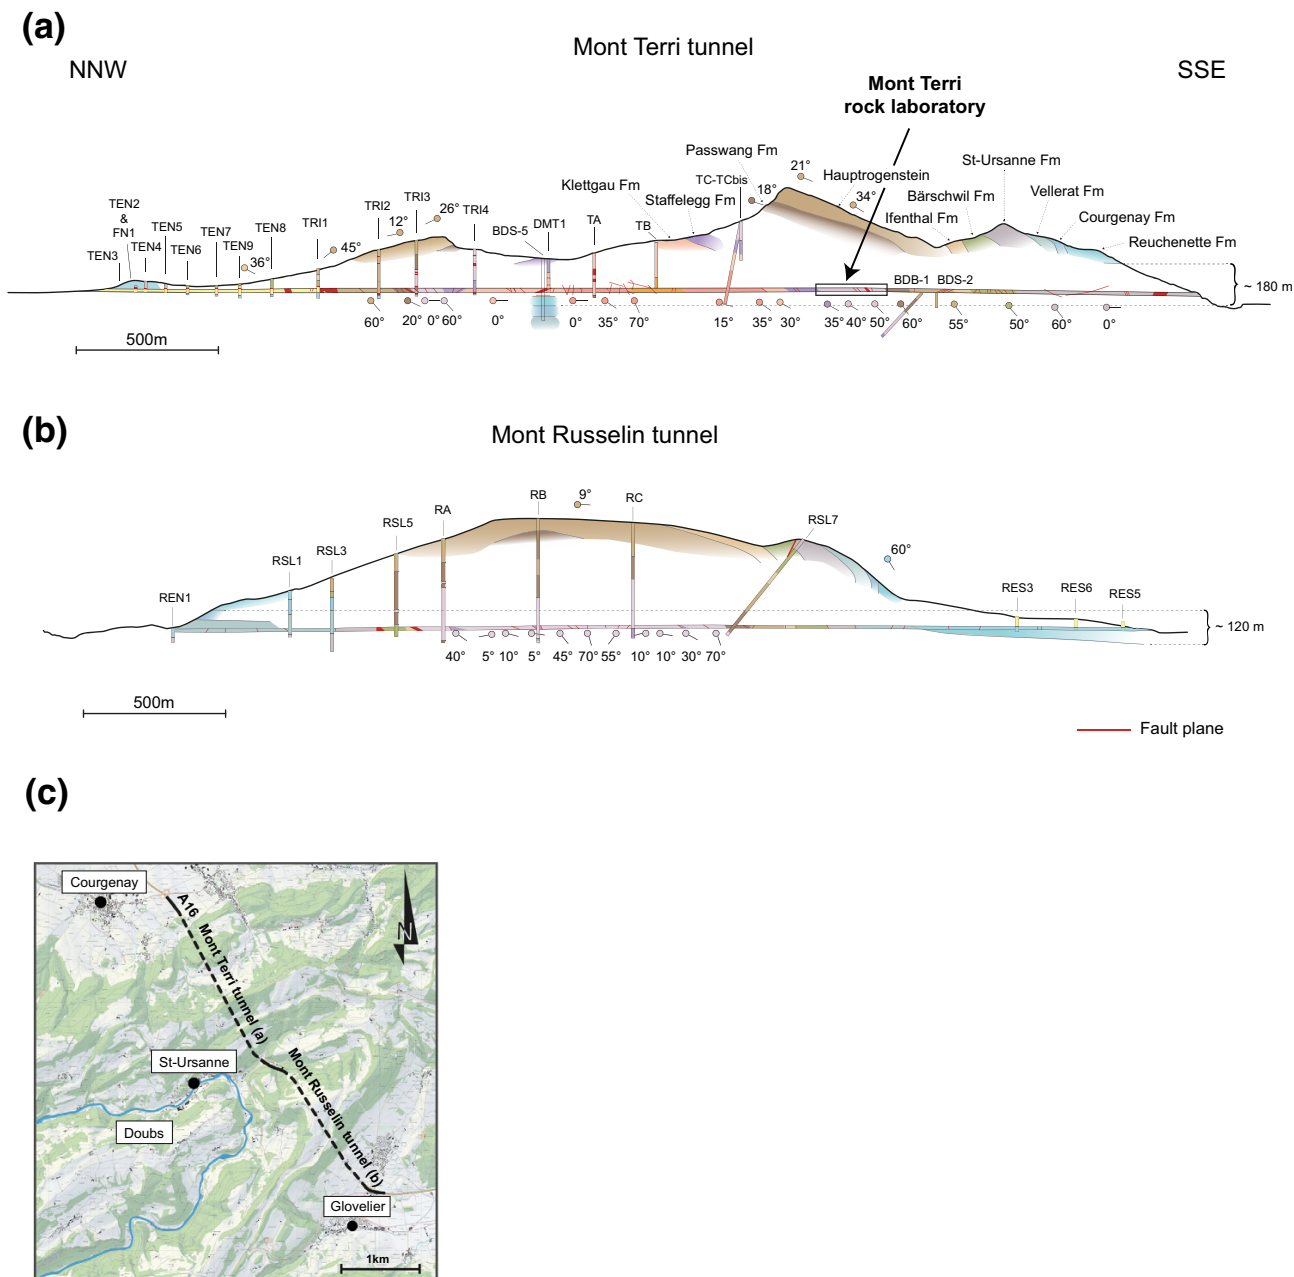 (a)
Mont Terri tunnel
NNW
SSE
Mont Terri
rock laboratory
Passwang Fm
21°
Hauptrogenstein
St-Ursanne Fm
Klettgau Fm
Staffelegg Fm
TC-TCbis
18°
34°
Bärschwil Fm
Vellerat Fm
Ifenthal Fm
Courgenay Fm
Reuchenette Fm
TEN2
&
FN1
TEN3
TEN4
TEN5
TEN6
TEN7
TEN9
TEN8
36°
TRI1
45°
TRI2
12°
TRI3
26°
TRI4
BDS-5
DMT1
TA
TB
BDB-1
BDS-2
~ 180 m
60°
20°
0°
60°
0°
0°
35°
70°
15°
35°
30°
35°
40°
50°
60°
55°
50°
60°
0°
500m
(b)
Mont Russelin tunnel
REN1
RSL1
RSL3
RSL5
RA
RB
9°
RC
RSL7
60°
RES3
RES6
RES5
~ 120 m
40°
5°
10°
5°
45°
70°
55°
10°
10°
30°
70°
500m
Fault plane
(c)
Courgenay
A16 Mont Terri tunnel (a)
N
St-Ursanne
Mont Russelin tunnel (b)
Doubs
Glovelier
1km